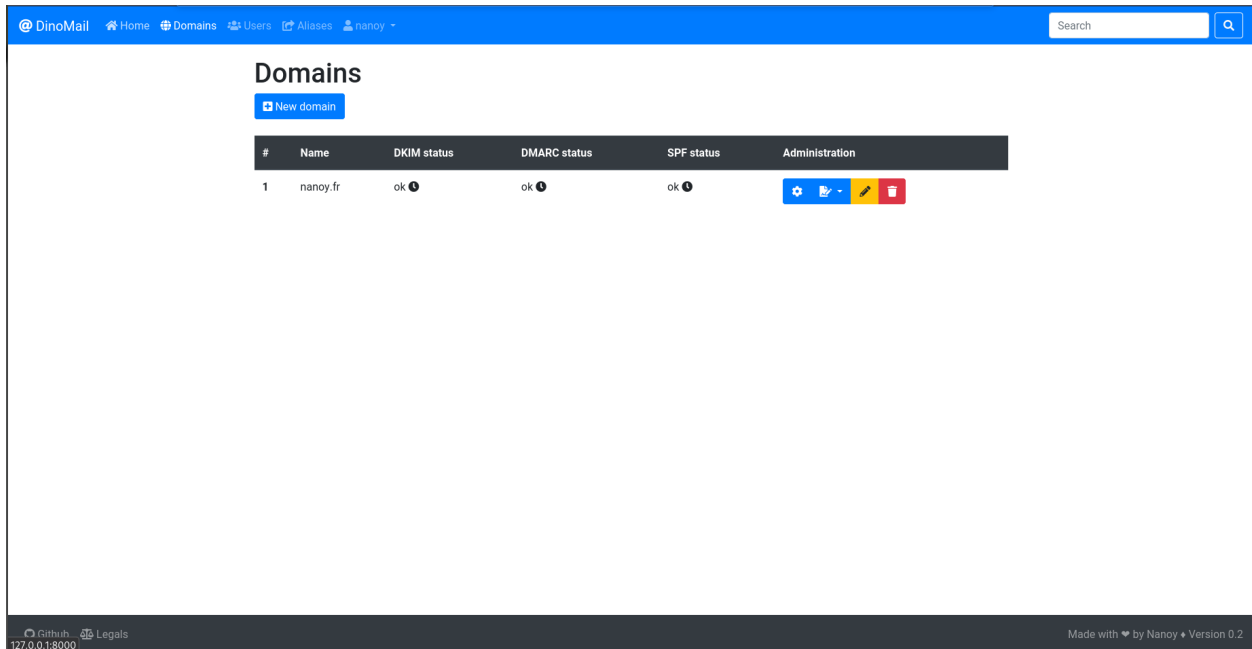 @ DinoMail Home Domains Users Aliases nanoy Search
Domains
New domain
# Name DKIM status DMARC status SPF status Administration
1 nanoy.fr ok ok ok
Github Legals Made with ❤ by Nanoy ♦ Version 0.2
127.0.0.1:8000